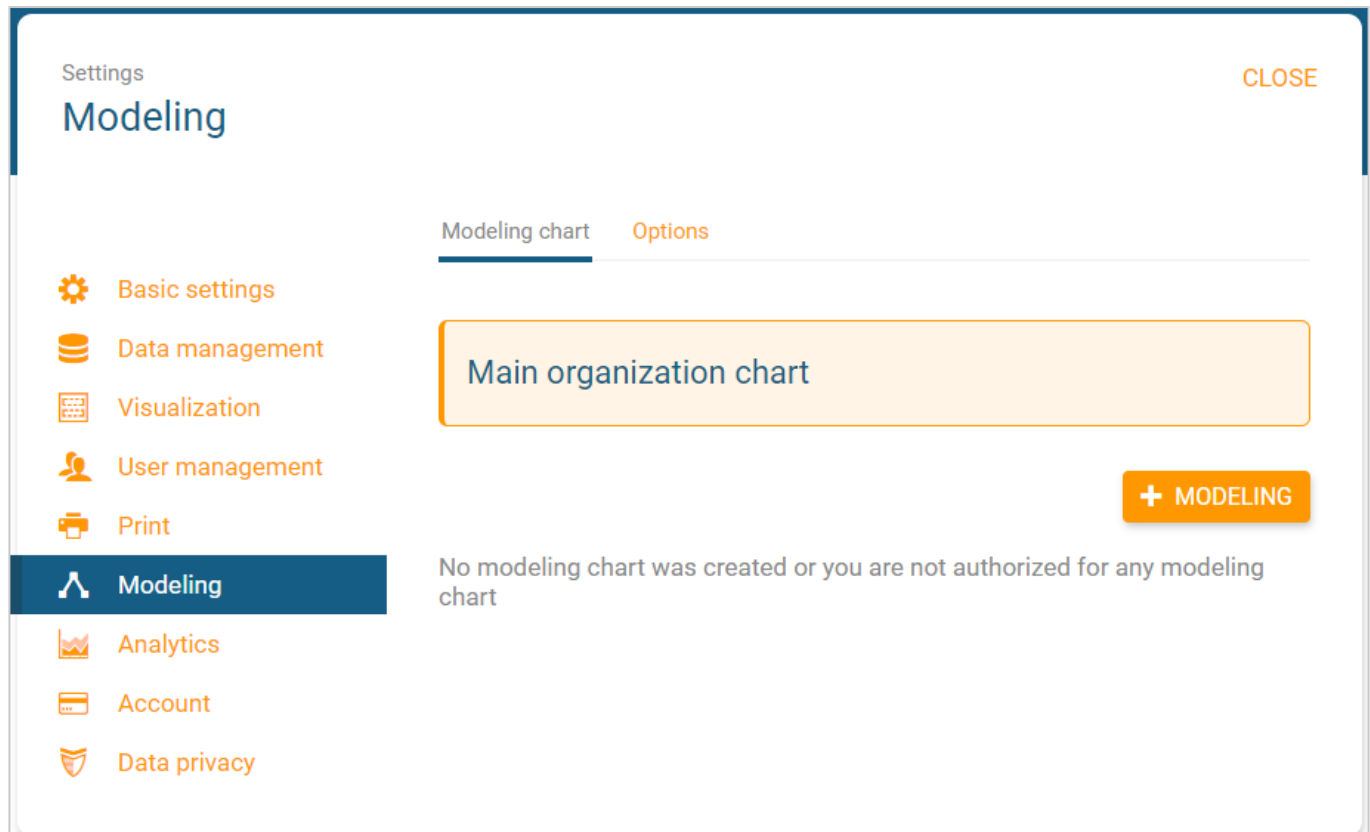 Settings
CLOSE
Modeling
Modeling chart
Options
Basic settings
Data management
Visualization
User management
Print
Modeling
Analytics
Account
Data privacy
Main organization chart
+ MODELING
No modeling chart was created or you are not authorized for any modeling
chart